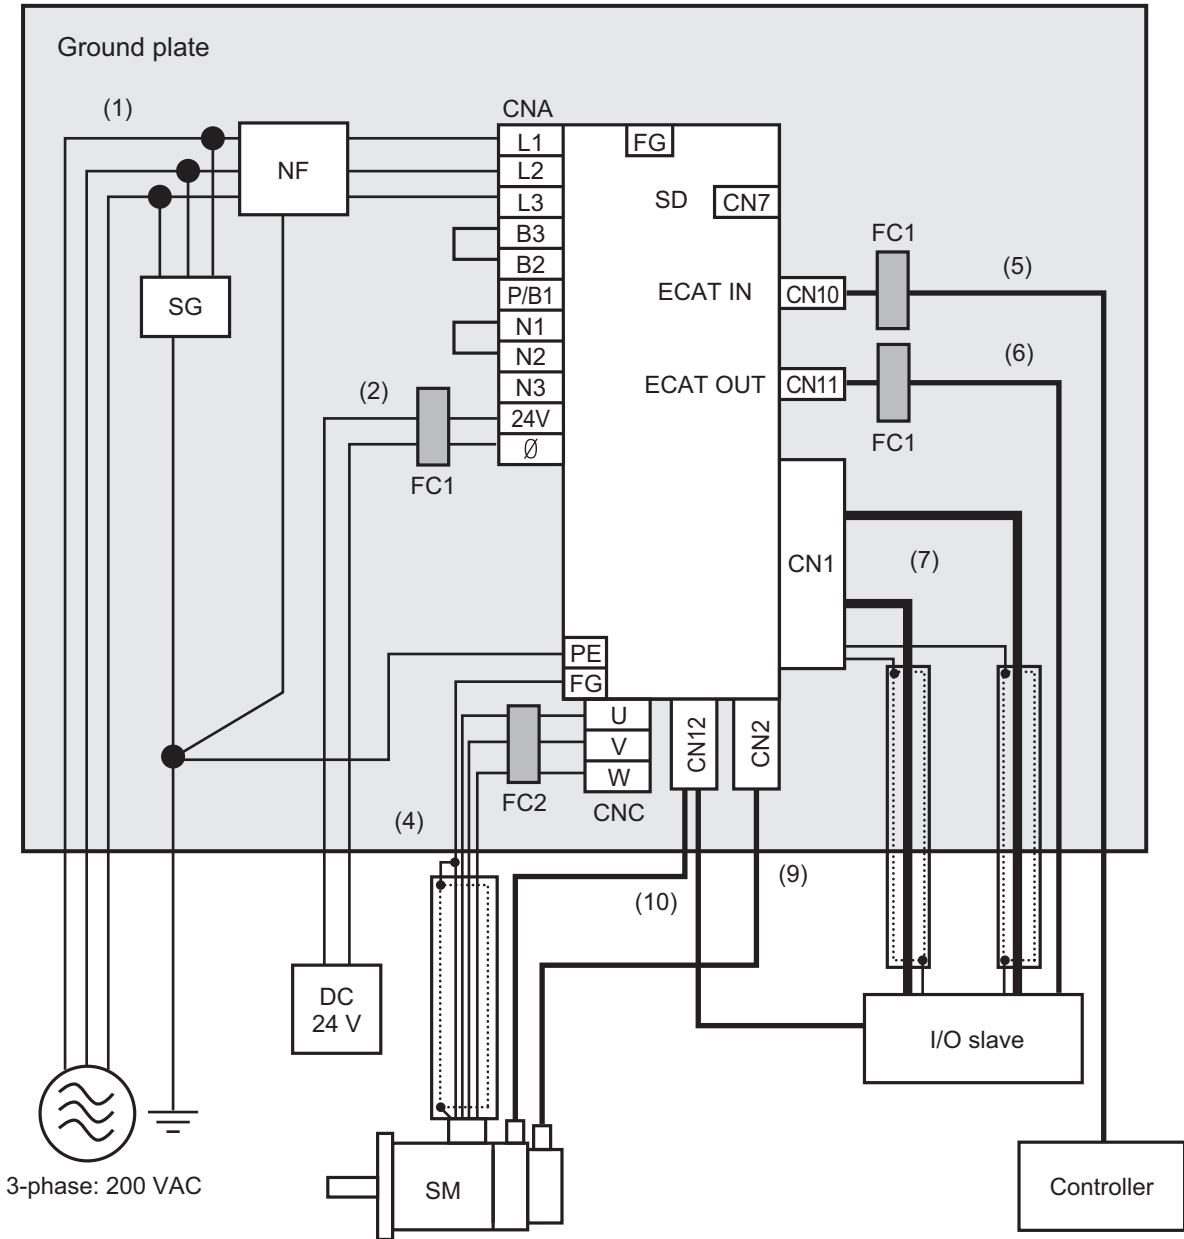 Ground plate
(1)
CNA
NF
L1
L2
L3
B3
B2
P/B1
N1
N2
N3
24V
Ø
FG
SD
CN7
SG
FC1
(5)
ECAT IN
CN10
(6)
ECAT OUT
CN11
FC1
(2)
FC1
CN1
(7)
PE
FG
U
V
W
CNC
FC2
CN12
CN2
(4)
(10)
(9)
DC
24 V
I/O slave
3-phase: 200 VAC
SM
Controller